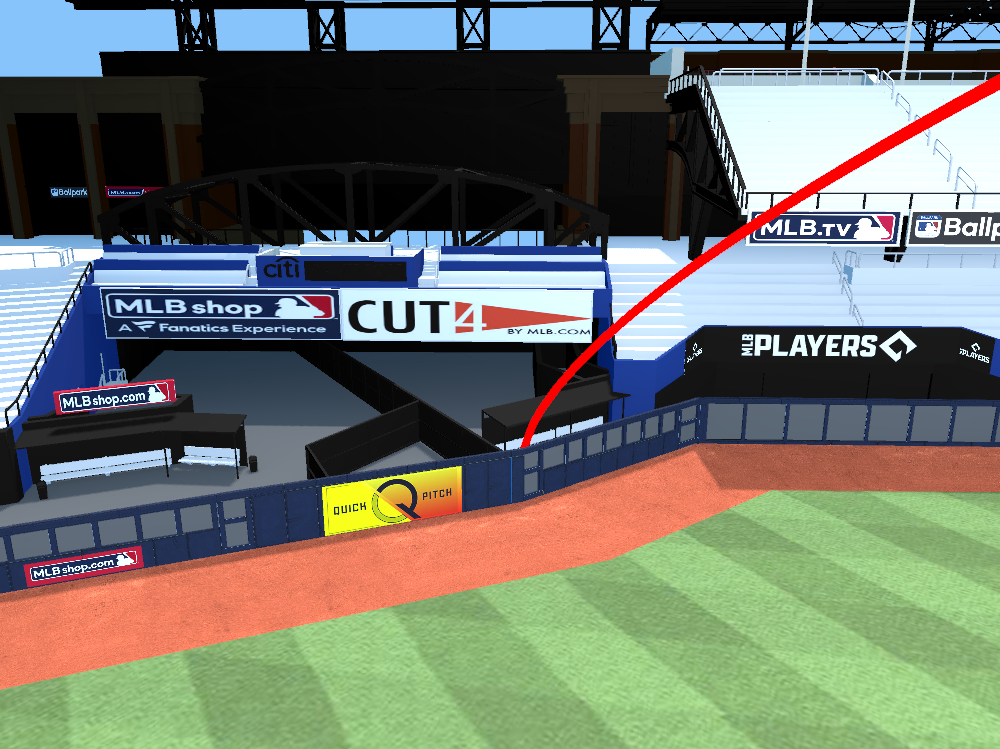 Ballpark
MLB.TV
Ballp
citi
MLB shop
A Fanatics Experience
CUT4
BY MLB.COM
MLB PLAYERS
PLAYERS
MLBshop.com
QUICK PITCH
MLBshop.com